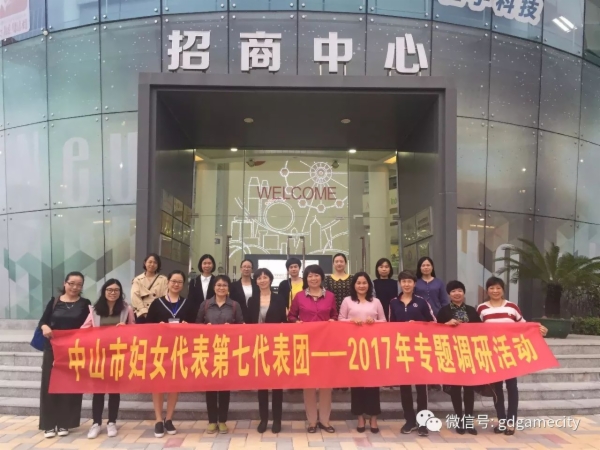 招商中心
WELCOME
中山市妇女代表第七代表团——2017年专题调研活动
微信号: gdgamecity